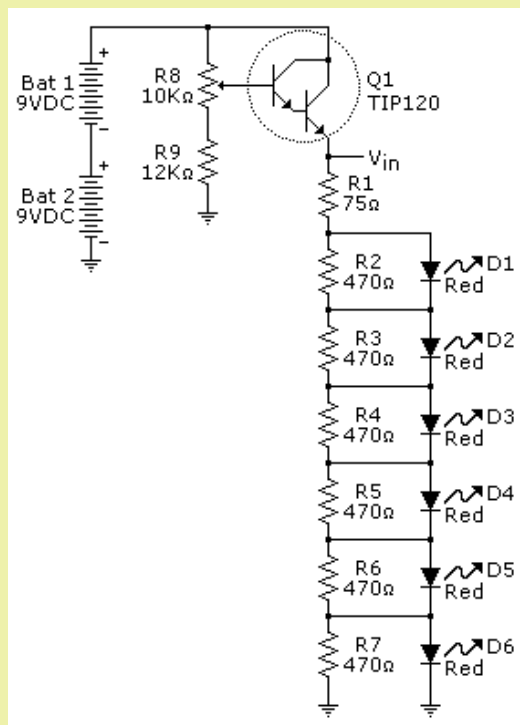 +
Bat 1
9VDC
−
+
Bat 2
9VDC
−
R8
10KΩ
R9
12KΩ
Q1
TIP120
Vin
R1
75Ω
R2
470Ω
D1
Red
R3
470Ω
D2
Red
R4
470Ω
D3
Red
R5
470Ω
D4
Red
R6
470Ω
D5
Red
R7
470Ω
D6
Red